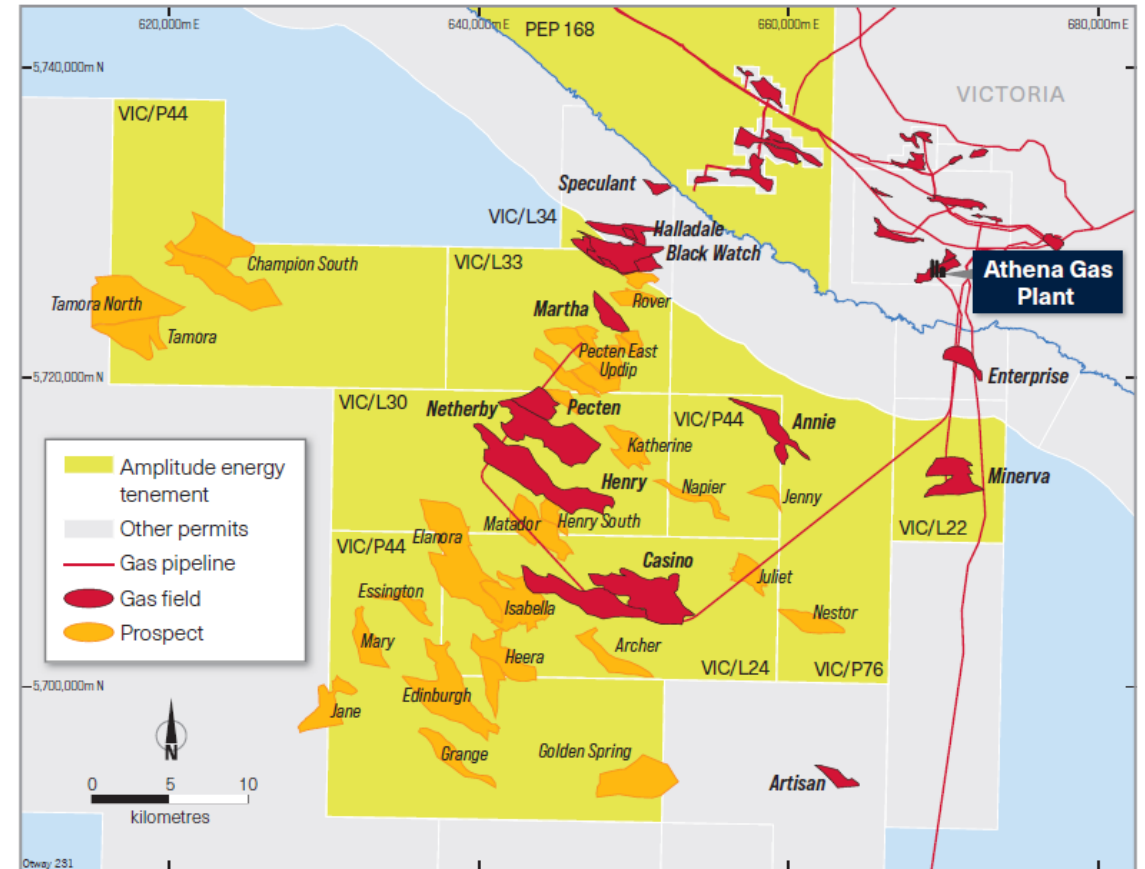 620,000m E
640,000m E
660,000m E
680,000m E
PEP 168
5,740,000m N
VICTORIA
VIC/P44
Speculant
VIC/L34
Halladale
Black Watch
VIC/L33
Champion South
Athena Gas
Plant
Tamora North
Rover
Martha
Tamora
Pecten East
Updip
5,720,000m N
Enterprise
VIC/L30
Netherby
Pecten
VIC/P44
Annie
Katherine
Amplitude energy
tenement
Other permits
Gas pipeline
Gas field
Prospect
Henry
Napier
Jenny
Minerva
Matador
Henry South
VIC/L22
Elanora
VIC/P44
Casino
Essington
Juliet
Isabella
Nestor
Mary
Archer
Heera
VIC/L24
VIC/P76
5,700,000m N
Edinburgh
Jane
N
Grange
Golden Spring
Artisan
0
5
10
kilometres
Otway 231